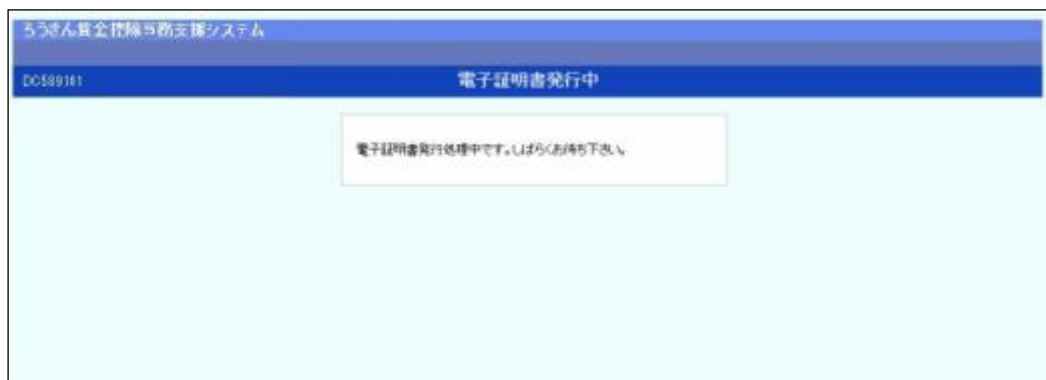 ろうきん賃金控除事務支援システム
DCS89181
電子証明書発行中
電子証明書発行処理中です。しばらくお待ち下さい。